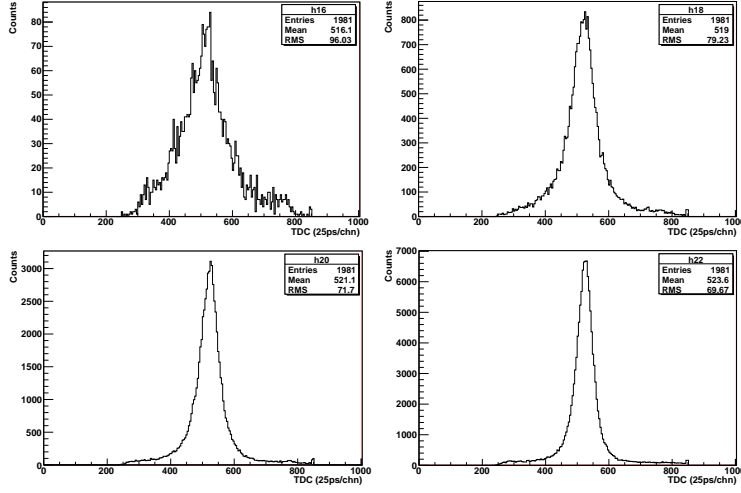 Counts
h16
Entries 1981
Mean 516.1
RMS 96.03
80
70
60
50
40
30
20
10
0
0 200 400 600 800 1000
TDC (25ps/chn)
Counts
h18
Entries 1981
Mean 519
RMS 79.23
800
700
600
500
400
300
200
100
0
0 200 400 600 800 1000
TDC (25ps/chn)
Counts
h20
Entries 1981
Mean 521.1
RMS 71.7
3000
2500
2000
1500
1000
500
0
0 200 400 600 800 1000
TDC (25ps/chn)
Counts
h22
Entries 1981
Mean 523.6
RMS 69.67
7000
6000
5000
4000
3000
2000
1000
0
0 200 400 600 800 1000
TDC (25ps/chn)